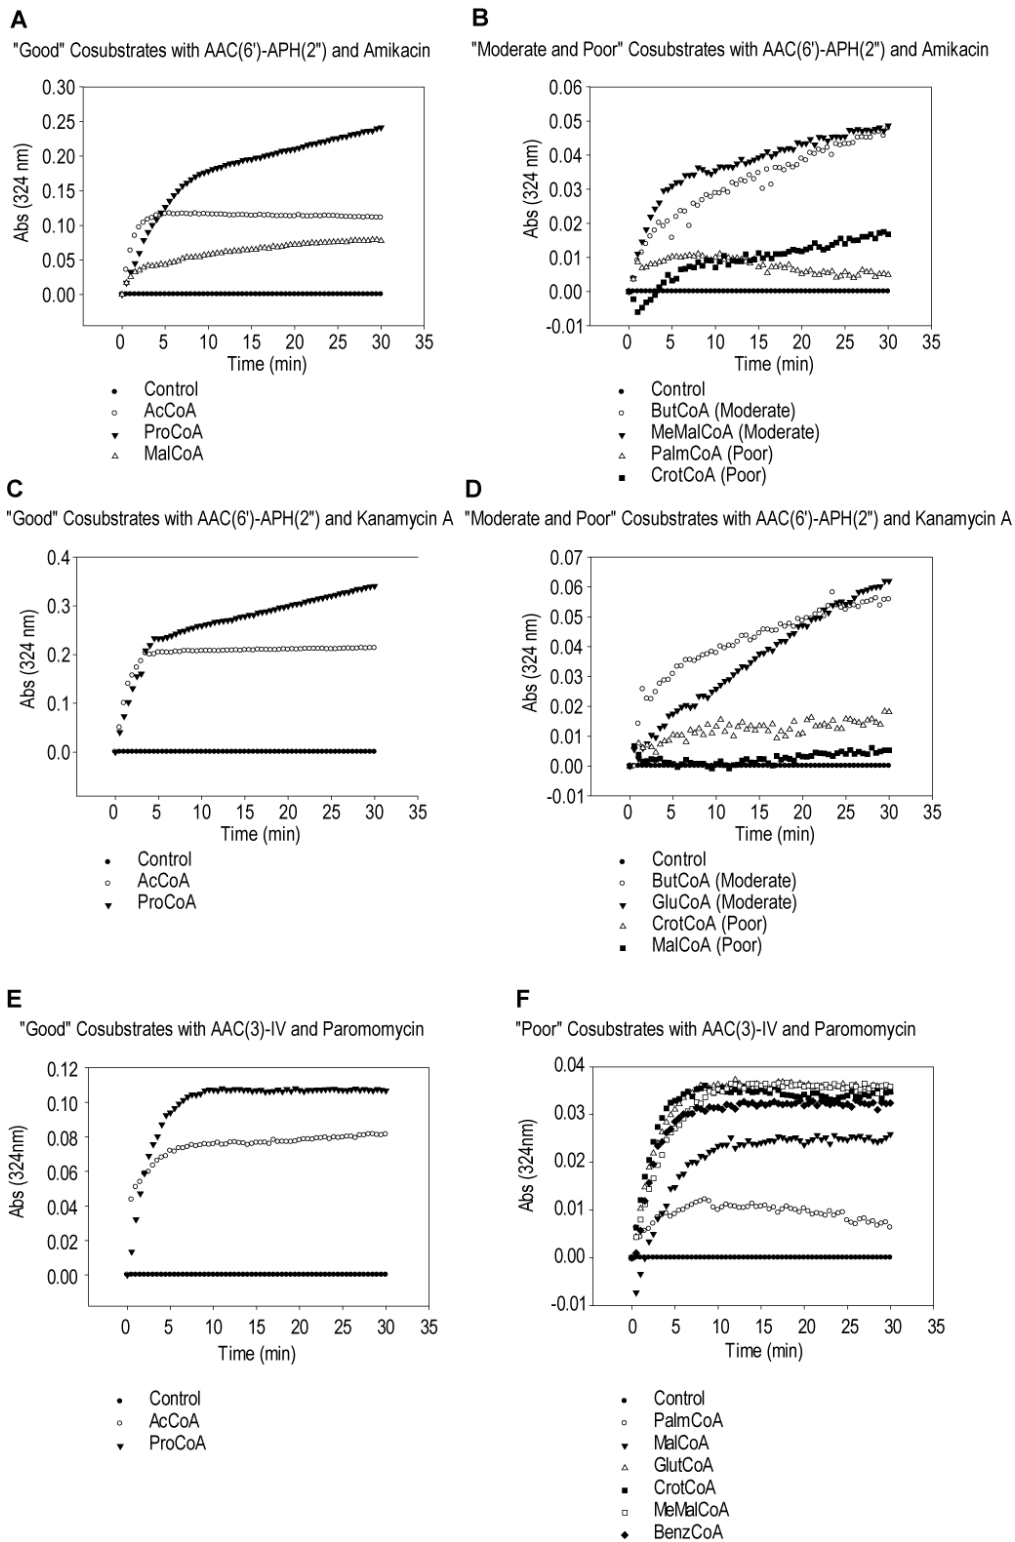 A
"Good" Cosubstrates with AAC(6')-APH(2") and Amikacin
0.30
0.25
0.20
0.15
0.10
0.05
0.00
Abs (324 nm)
0 5 10 15 20 25 30 35
Time (min)
Control
AcCoA
ProCoA
MalCoA
B
"Moderate and Poor" Cosubstrates with AAC(6')-APH(2") and Amikacin
0.06
0.05
0.04
0.03
0.02
0.01
0.00
-0.01
Abs (324 nm)
0 5 10 15 20 25 30 35
Time (min)
Control
ButCoA (Moderate)
MeMalCoA (Moderate)
PalmCoA (Poor)
CrotCoA (Poor)
C
"Good" Cosubstrates with AAC(6')-APH(2") and Kanamycin A
0.4
0.3
0.2
0.1
0.0
Abs (324 nm)
0 5 10 15 20 25 30 35
Time (min)
Control
AcCoA
ProCoA
D
"Moderate and Poor" Cosubstrates with AAC(6')-APH(2") and Kanamycin A
0.07
0.06
0.05
0.04
0.03
0.02
0.01
0.00
-0.01
Abs (324 nm)
0 5 10 15 20 25 30 35
Time (min)
Control
ButCoA (Moderate)
GluCoA (Moderate)
CrotCoA (Poor)
MalCoA (Poor)
E
"Good" Cosubstrates with AAC(3)-IV and Paromomycin
0.12
0.10
0.08
0.06
0.04
0.02
0.00
Abs (324nm)
0 5 10 15 20 25 30 35
Time (min)
Control
AcCoA
ProCoA
F
"Poor" Cosubstrates with AAC(3)-IV and Paromomycin
0.04
0.03
0.02
0.01
0.00
-0.01
Abs (324nm)
0 5 10 15 20 25 30 35
Time (min)
Control
PalmCoA
MalCoA
GlutCoA
CrotCoA
MeMalCoA
BenzCoA